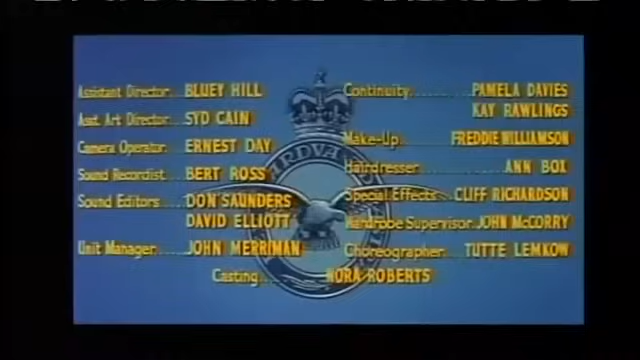 Assistant Director... BLUEY HILL
Asst. Art Director... SYD CAIN
Camera Operator... ERNEST DAY
Sound Recordist... BERT ROSS
Sound Editors... DON SAUNDERS
DAVID ELLIOTT
Unit Manager... JOHN MERRIMAN
Continuity... PAMELA DAVIES
KAY RAWLINGS
Make-Up... FREDDIE WILLIAMSON
Hairdresser... ANN BOX
Special Effects... CLIFF RICHARDSON
Wardrobe Supervisor. JOHN McCORRY
Choreographer... TUTTE LEMKOW
Casting... NORA ROBERTS
ARDVA